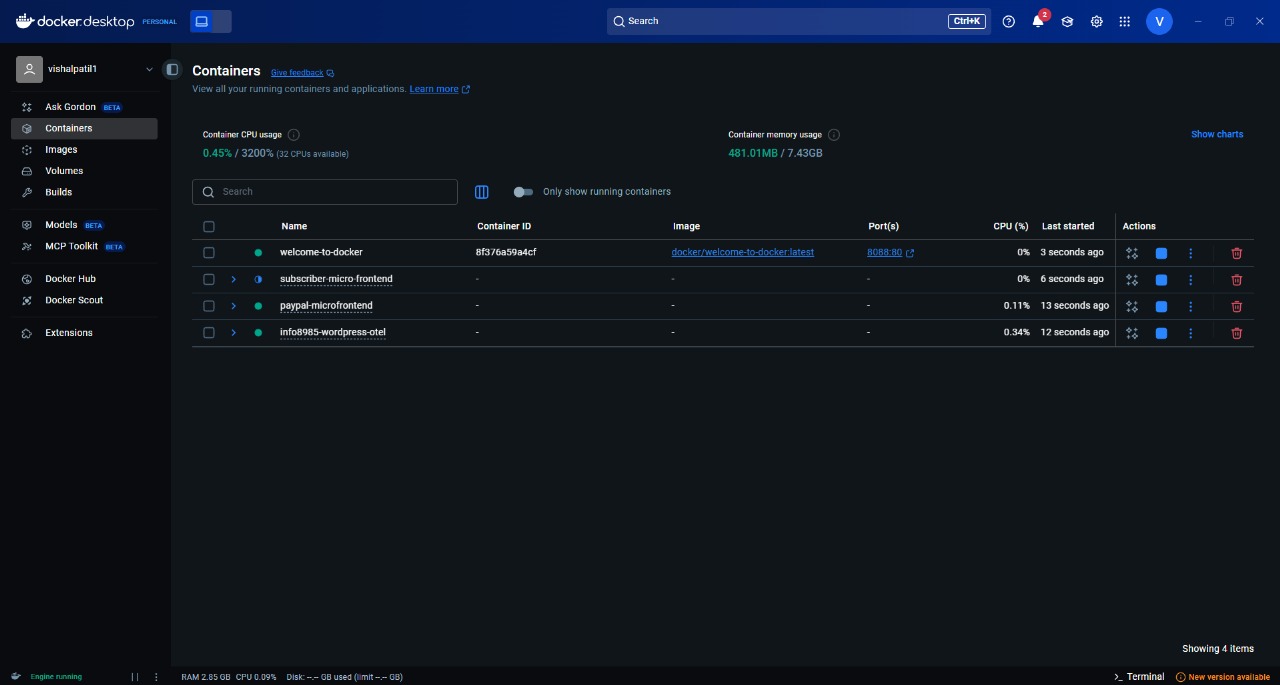 docker.desktop PERSONAL
Search Ctrl+K
2
V
vishalpatil1
Ask Gordon BETA
Containers
Images
Volumes
Builds
Models BETA
MCP Toolkit BETA
Docker Hub
Docker Scout
Extensions
Containers Give feedback
View all your running containers and applications. Learn more
Container CPU usage
0.45% / 3200% (32 CPUs available)
Container memory usage
481.01MB / 7.43GB
Show charts
Search
Only show running containers
Name Container ID Image Port(s) CPU (%) Last started Actions
welcome-to-docker 8f376a59a4cf docker/welcome-to-docker:latest 8088:80 0% 3 seconds ago
subscriber-micro-frontend - - - 0% 6 seconds ago
paypal-microfrontend - - - 0.11% 13 seconds ago
info8985-wordpress-otel - - - 0.34% 12 seconds ago
Showing 4 items
Engine running
RAM 2.85 GB CPU 0.09% Disk: --.-- GB used (limit --.-- GB)
>_ Terminal
New version available